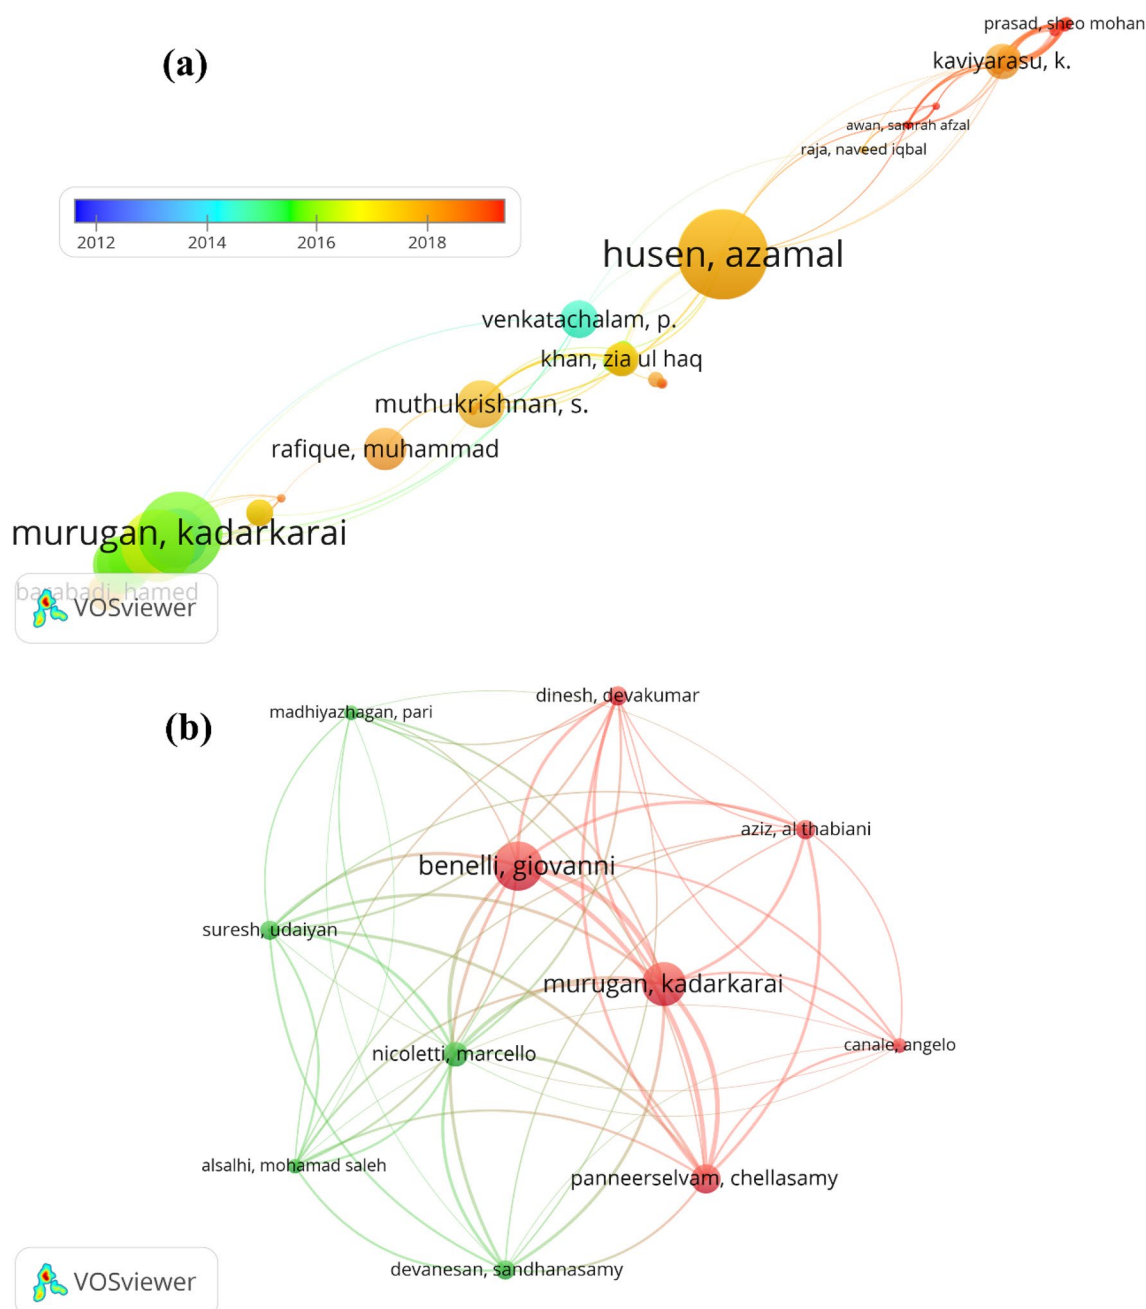 (a)
prasad, sheo mohan
kaviyarasu, k.
awan, samrah afzal
raja, naveed iqbal
2012 2014 2016 2018
husen, azamal
venkatachalam, p.
khan, zia ul haq
muthukrishnan, s.
rafique, muhammad
murugan, kadarkarai
barabadi, hamed
VOSviewer
(b)
dinesh, devakumar
madhiyazhagan, pari
aziz, al thabiani
benelli, giovanni
suresh, udaiyan
murugan, kadarkarai
nicoletti, marcello
canale, angelo
alsalhi, mohamad saleh
panneerselvam, chellasamy
devanesan, sandhanasamy
VOSviewer